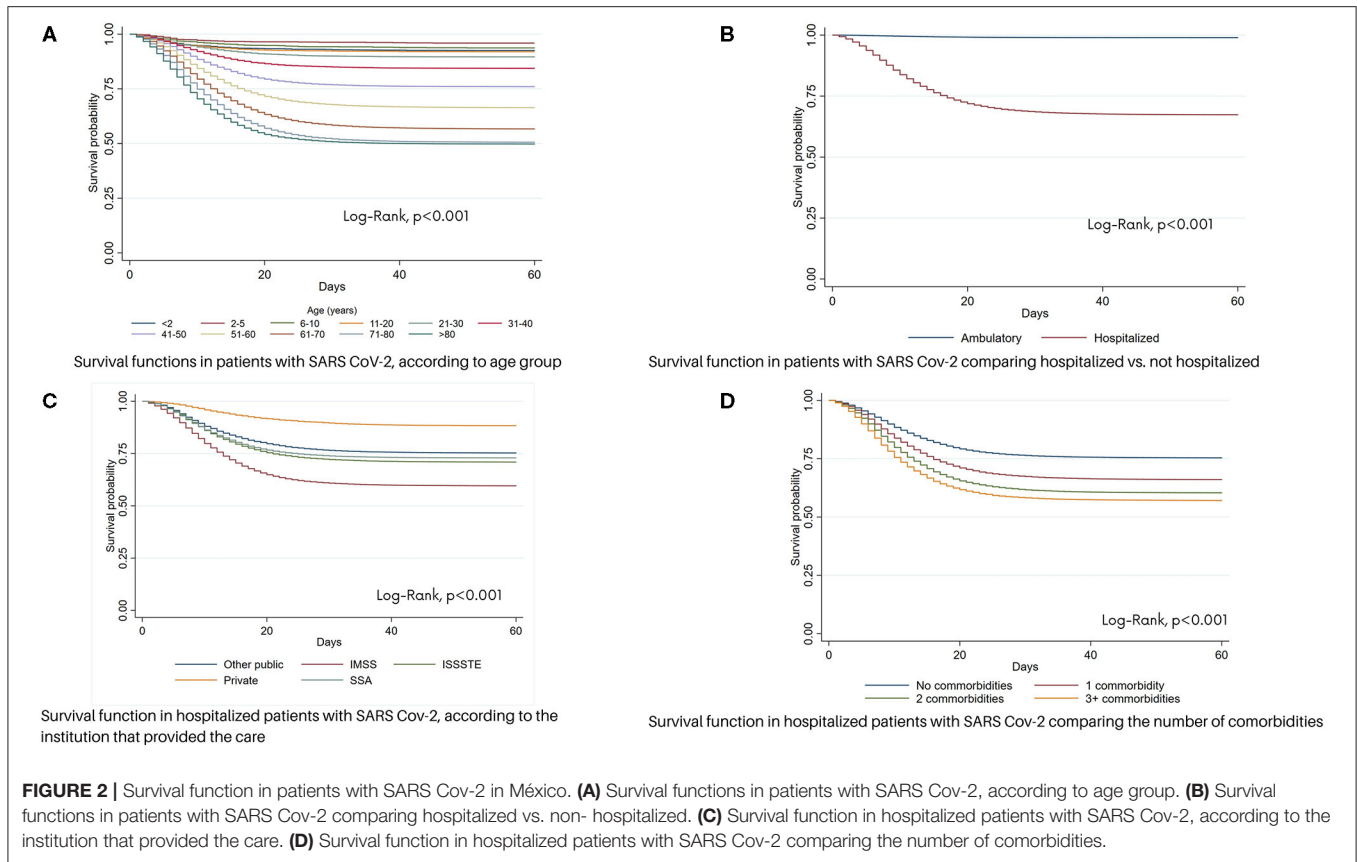 A
Survival probability
1.00
0.75
0.50
0.25
0.00
Log-Rank, p<0.001
0 20 40 60
Days
Age (years)
<2 2-5 6-10 11-20 21-30 31-40
41-50 51-60 61-70 71-80 >80
Survival functions in patients with SARS CoV-2, according to age group
B
Survival probability
1.00
0.75
0.50
0.25
0.00
Log-Rank, p<0.001
0 20 40 60
Days
Ambulatory Hospitalized
Survival function in patients with SARS Cov-2 comparing hospitalized vs. not hospitalized
C
Survival probability
1.00
0.75
0.50
0.25
0.00
Log-Rank, p<0.001
0 20 40 60
Days
Other public IMSS ISSSTE
Private SSA
Survival function in hospitalized patients with SARS Cov-2, according to the
institution that provided the care
D
Survival probability
1.00
0.75
0.50
0.25
0.00
Log-Rank, p<0.001
0 20 40 60
Days
No commorbidities 1 commorbidity
2 commorbidities 3+ commorbidities
Survival function in hospitalized patients with SARS Cov-2 comparing the number of comorbidities
FIGURE 2 | Survival function in patients with SARS Cov-2 in México. (A) Survival functions in patients with SARS Cov-2, according to age group. (B) Survival
functions in patients with SARS Cov-2 comparing hospitalized vs. non- hospitalized. (C) Survival function in hospitalized patients with SARS Cov-2, according to the
institution that provided the care. (D) Survival function in hospitalized patients with SARS Cov-2 comparing the number of comorbidities.